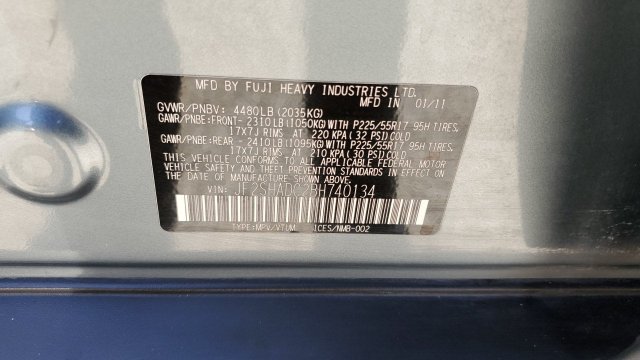 MFD BY FUJI HEAVY INDUSTRIES LTD.
MFD IN 01/11
GVWR/PNBV: 4480LB(2035KG)
GAWR/PNBE:FRONT- 2310LB(1050KG)WITH P225/55R17 95H TIRES,
17X7J RIMS AT 220 KPA(32 PSI)COLD
GAWR/PNBE:REAR - 2410LB(1095KG)WITH P225/55R17 95H TIRES,
17X7J RIMS AT 210 KPA(30 PSI)COLD
THIS VEHICLE CONFORMS TO ALL APPLICABLE FEDERAL MOTOR
VEHICLE SAFETY AND BUMPER STANDARDS IN EFFECT ON THE DATE
OF MANUFACTURE SHOWN ABOVE.
VIN: JF2SHADC2BH740134
TYPE:MPV/VTUM ICES/NMB-002